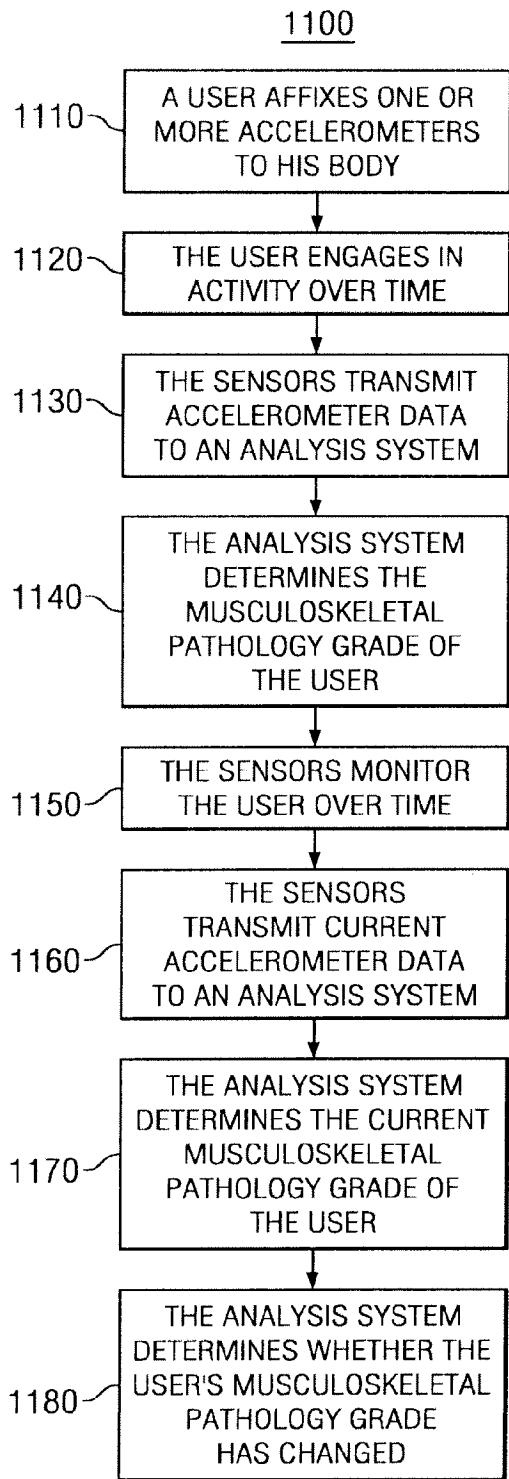 1100
1110
A USER AFFIXES ONE OR
MORE ACCELEROMETERS
TO HIS BODY
1120
THE USER ENGAGES IN
ACTIVITY OVER TIME
1130
THE SENSORS TRANSMIT
ACCELEROMETER DATA
TO AN ANALYSIS SYSTEM
1140
THE ANALYSIS SYSTEM
DETERMINES THE
MUSCULOSKELETAL
PATHOLOGY GRADE OF
THE USER
1150
THE SENSORS MONITOR
THE USER OVER TIME
1160
THE SENSORS
TRANSMIT CURRENT
ACCELEROMETER DATA
TO AN ANALYSIS SYSTEM
1170
THE ANALYSIS SYSTEM
DETERMINES THE CURRENT
MUSCULOSKELETAL
PATHOLOGY GRADE OF
THE USER
1180
THE ANALYSIS SYSTEM
DETERMINES WHETHER THE
USER'S MUSCULOSKELETAL
PATHOLOGY GRADE
HAS CHANGED